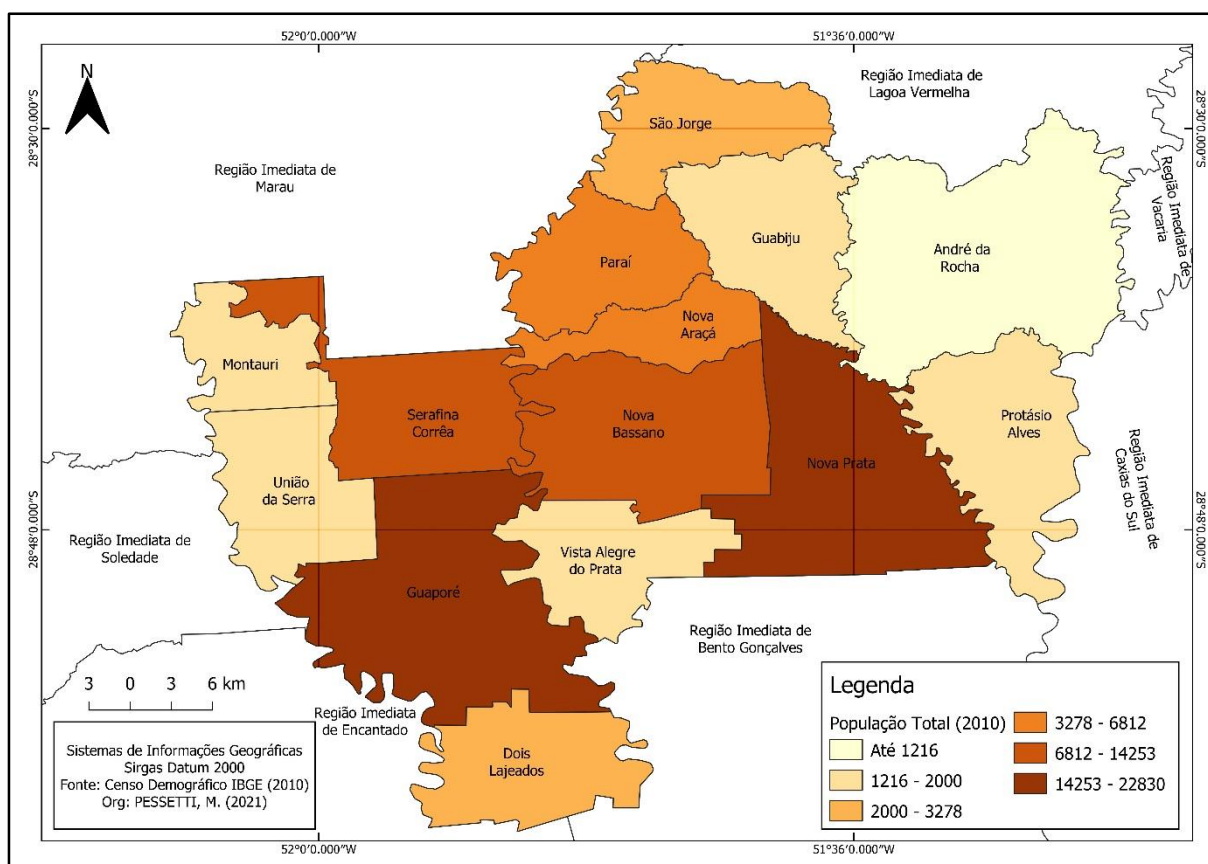 52°0'0.000"W
51°36'0.000"W
N
Região Imediata de
Lagoa Vermelha
28°30'0.000"S
28°30'0.000"S
São Jorge
Região Imediata de
Marau
Região Imediata de
Vacaria
Guabiju
André da
Rocha
Paraí
Nova
Araçá
Montauri
Serafina
Corrêa
Nova
Bassano
Protásio
Alves
Nova Prata
União
da Serra
Região Imediata de
Caxias do Sul
28°48'0.000"S
28°48'0.000"S
Região Imediata de
Soledade
Vista Alegre
do Prata
Guaporé
Região Imediata de
Bento Gonçalves
3 0 3 6 km
Região Imediata
de Encantado
Dois
Lajeados
Sistemas de Informações Geográficas
Sirgas Datum 2000
Fonte: Censo Demográfico IBGE (2010)
Org: PESSETTI, M. (2021)
Legenda
População Total (2010)
Até 1216
1216 - 2000
2000 - 3278
3278 - 6812
6812 - 14253
14253 - 22830
52°0'0.000"W
51°36'0.000"W